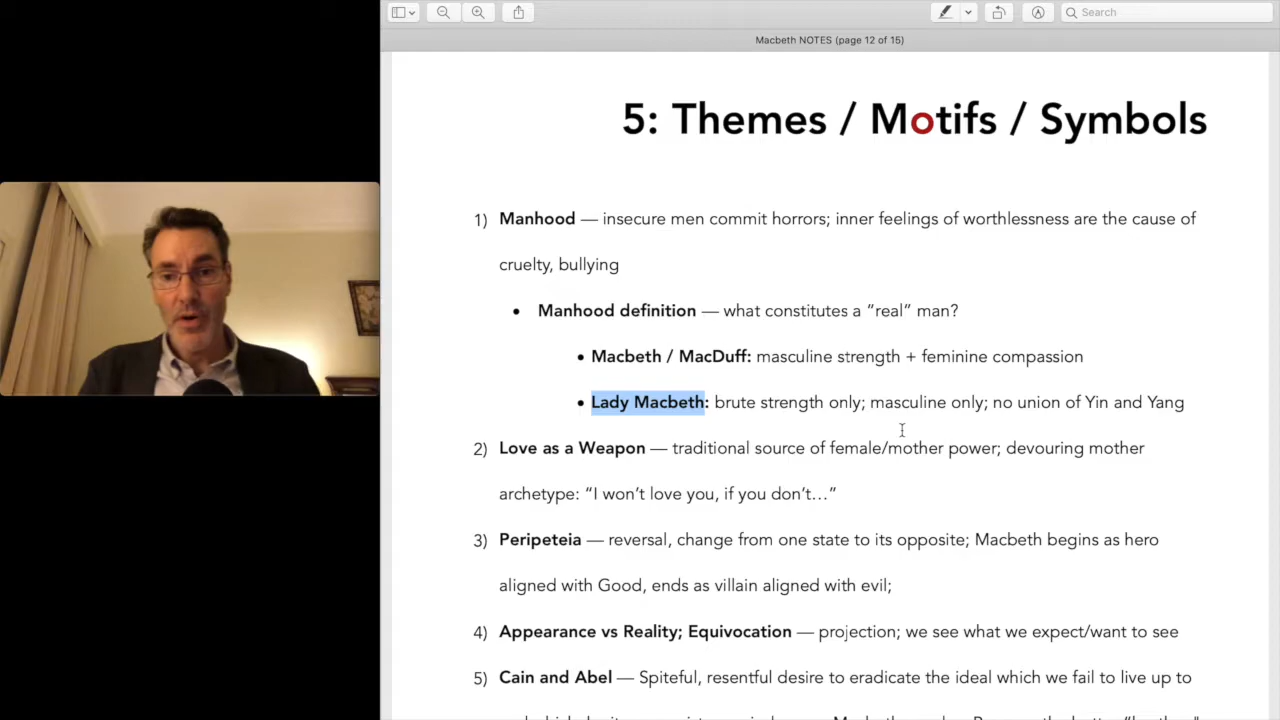 Search
Macbeth NOTES (page 12 of 15)
5: Themes / Motifs / Symbols
1) Manhood — insecure men commit horrors; inner feelings of worthlessness are the cause of
cruelty, bullying
• Manhood definition — what constitutes a “real” man?
• Macbeth / MacDuff: masculine strength + feminine compassion
• Lady Macbeth: brute strength only; masculine only; no union of Yin and Yang
2) Love as a Weapon — traditional source of female/mother power; devouring mother
archetype: “I won’t love you, if you don’t…”
3) Peripeteia — reversal, change from one state to its opposite; Macbeth begins as hero
aligned with Good, ends as villain aligned with evil;
4) Appearance vs Reality; Equivocation — projection; we see what we expect/want to see
5) Cain and Abel — Spiteful, resentful desire to eradicate the ideal which we fail to live up to